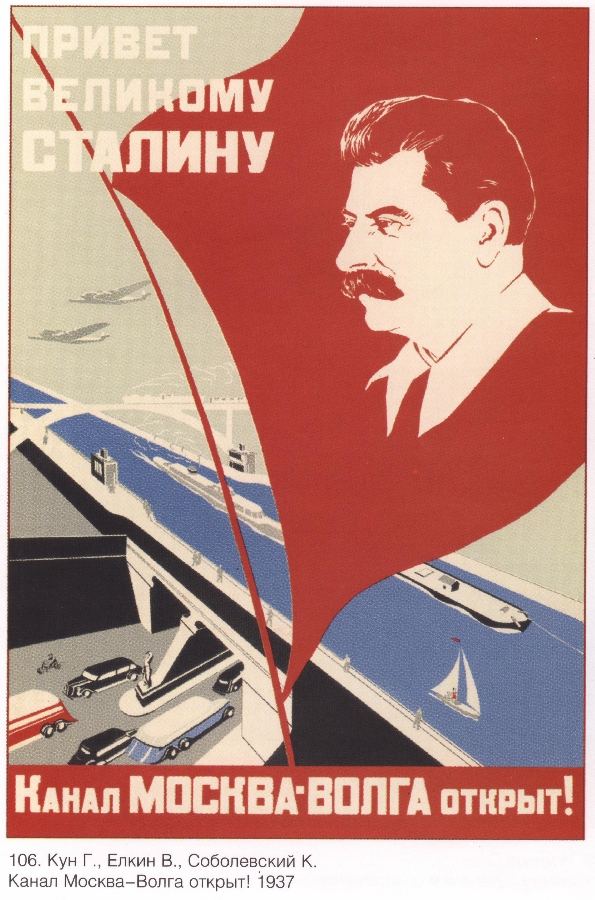 ПРИВЕТ
ВЕЛИКОМУ
СТАЛИНУ
КАНАЛ МОСКВА-ВОЛГА ОТКРЫТ!
106. Кун Г., Елкин В., Соболевский К.
Канал Москва–Волга открыт! 1937